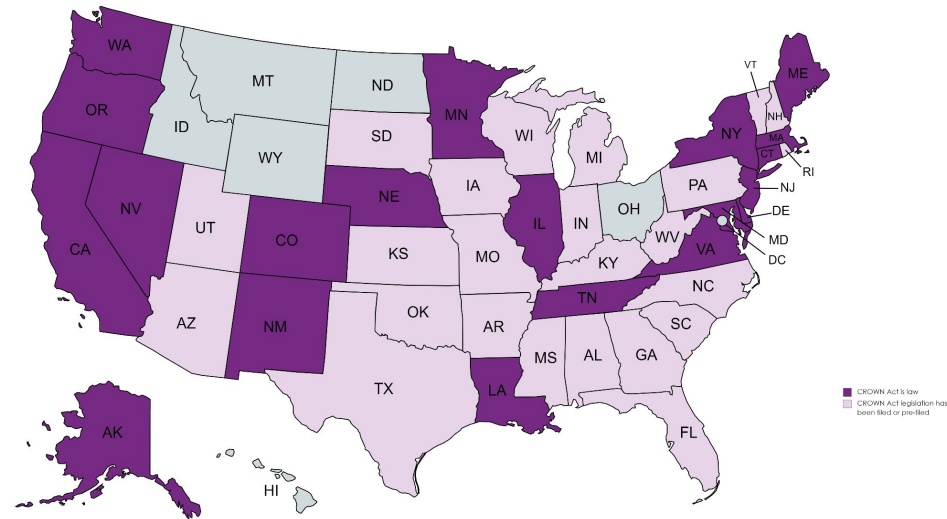 WA
OR
CA
NV
ID
MT
WY
UT
AZ
CO
NM
ND
SD
NE
KS
OK
TX
MN
IA
MO
AR
LA
WI
IL
MI
IN
OH
KY
TN
MS
AL
GA
FL
SC
NC
VA
WV
PA
NY
VT
NH
ME
MA
CT
RI
NJ
DE
MD
DC
AK
HI
CROWN Act is law
CROWN Act legislation has
been filed or pre-filed